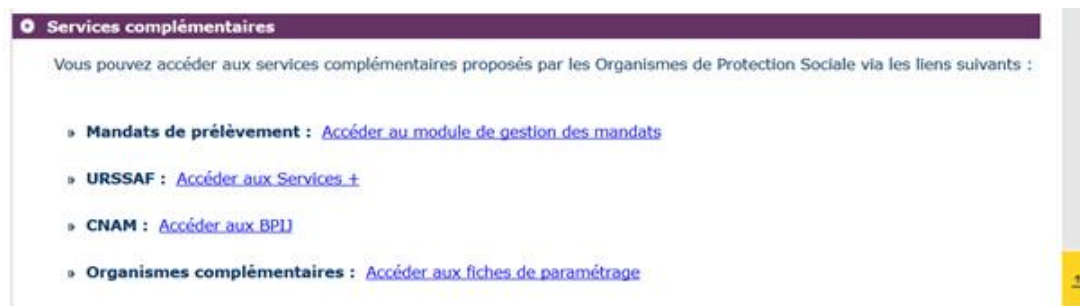 Services complémentaires
Vous pouvez accéder aux services complémentaires proposés par les Organismes de Protection Sociale via les liens suivants :
» Mandats de prélèvement : Accéder au module de gestion des mandats
» URSSAF : Accéder aux Services +
» CNAM : Accéder aux BPIJ
» Organismes complémentaires : Accéder aux fiches de paramétrage